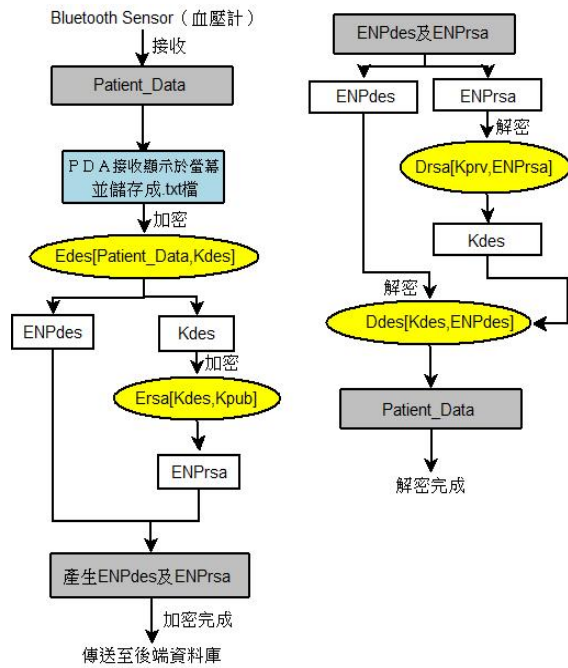 Bluetooth Sensor（血壓計）
接收
Patient_Data
ＰＤＡ接收顯示於螢幕
並儲存成.txt檔
加密
Edes[Patient_Data,Kdes]
ENPdes
Kdes
加密
Ersa[Kdes,Kpub]
ENPrsa
產生ENPdes及ENPrsa
加密完成
傳送至後端資料庫
ENPdes及ENPrsa
ENPdes
ENPrsa
解密
Drsa[Kprv,ENPrsa]
Kdes
解密
Ddes[Kdes,ENPdes]
Patient_Data
解密完成